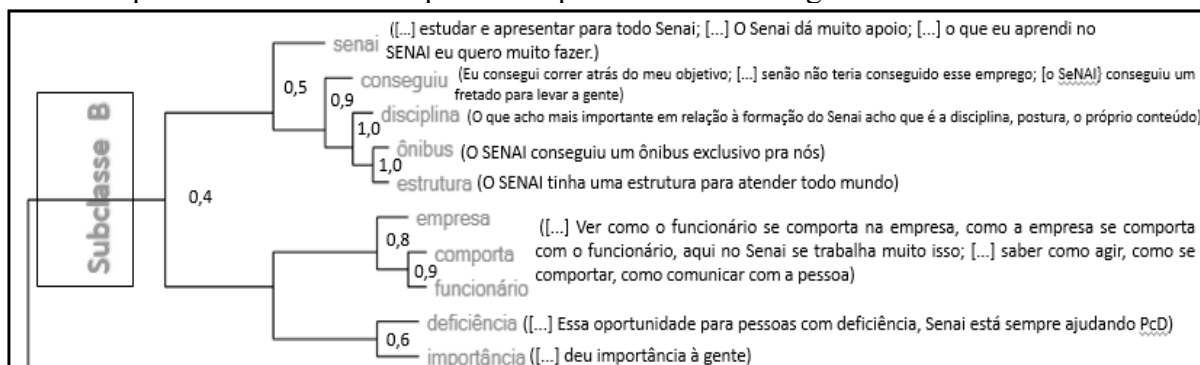 ([...] estudar e apresentar para todo Senai; [...] O Senai dá muito apoio; [...] o que eu aprendi no
senai SENAI eu quero muito fazer.)
conseguiu (Eu consegui correr atrás do meu objetivo; [...] senão não teria conseguido esse emprego; [o SeNAI} conseguiu um
fretado para levar a gente)
0,5
0,9
disciplina (O que acho mais importante em relação à formação do Senai acho que é a disciplina, postura, o próprio conteúdo)
1,0
ônibus (O SENAI conseguiu um ônibus exclusivo pra nós)
1,0
estrutura (O SENAI tinha uma estrutura para atender todo mundo)
Subclasse B
0,4
empresa ([...] Ver como o funcionário se comporta na empresa, como a empresa se comporta
0,8
comporta com o funcionário, aqui no Senai se trabalha muito isso; [...] saber como agir, como se
0,9
funcionário comportar, como comunicar com a pessoa)
deficiência ([...] Essa oportunidade para pessoas com deficiência, Senai está sempre ajudando PcD)
0,6
importância ([...] deu importância à gente)